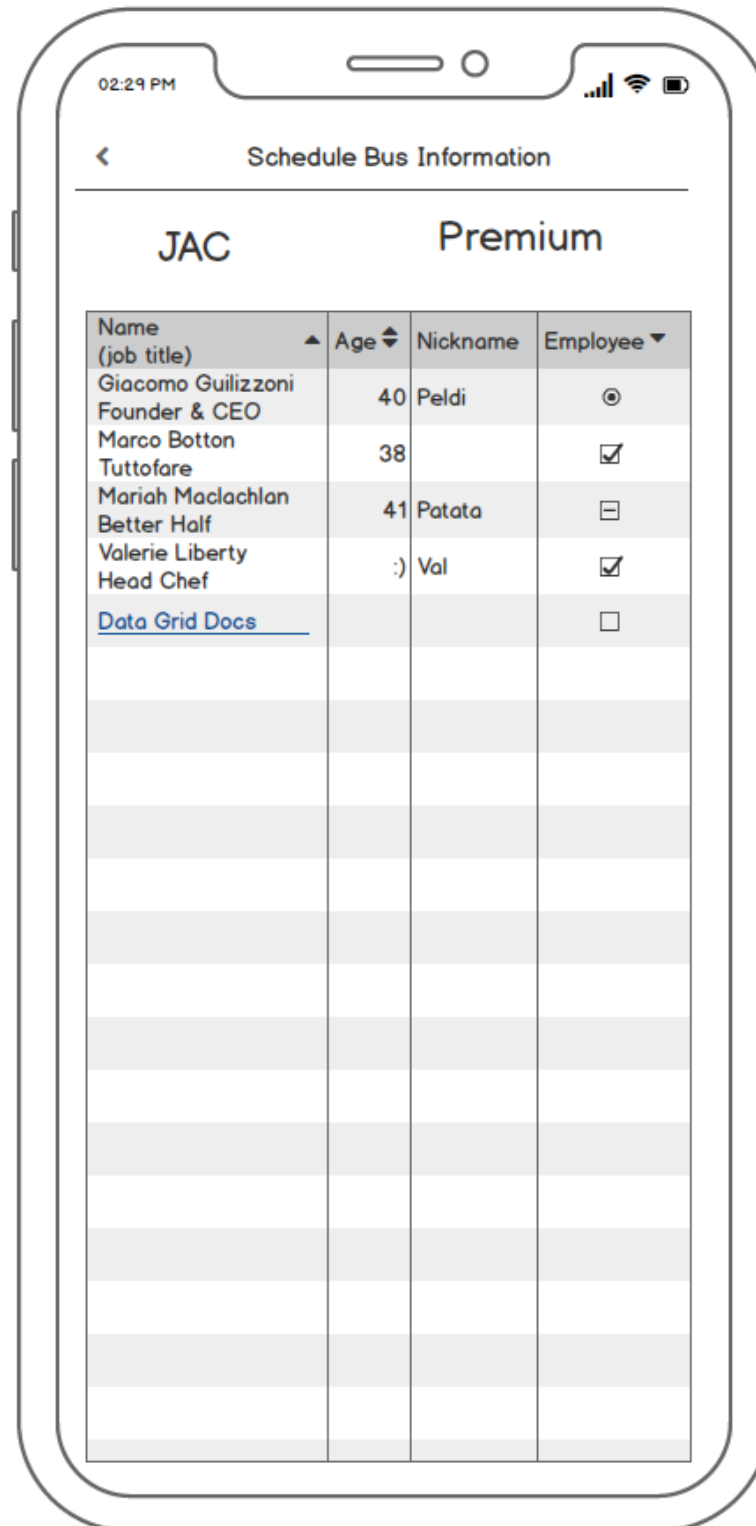 02:29 PM
Schedule Bus Information
JAC
Premium
Name
(job title)
Age
Nickname
Employee
Giacomo Guilizzoni
Founder & CEO
40
Peldi
Marco Botton
Tuttofare
38
Mariah Maclachlan
Better Half
41
Patata
Valerie Liberty
Head Chef
:)
Val
Data Grid Docs